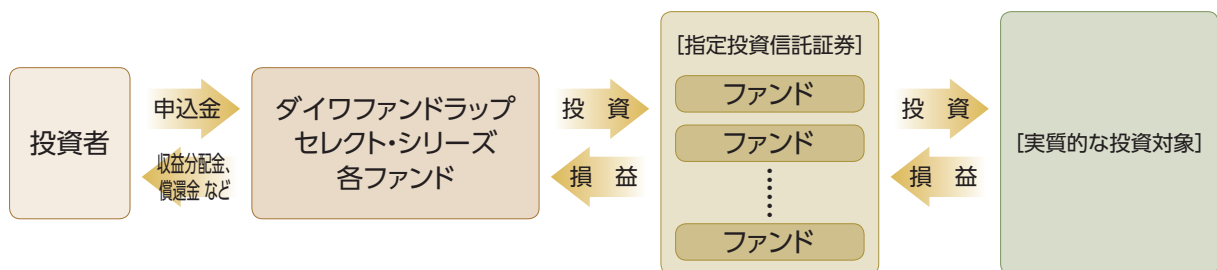 投資者
申込金
収益分配金、
償還金 など
ダイワファンドラップ
セレクト・シリーズ
各ファンド
投 資
損 益
[指定投資信託証券]
ファンド
ファンド
ファンド
投 資
損 益
[実質的な投資対象]